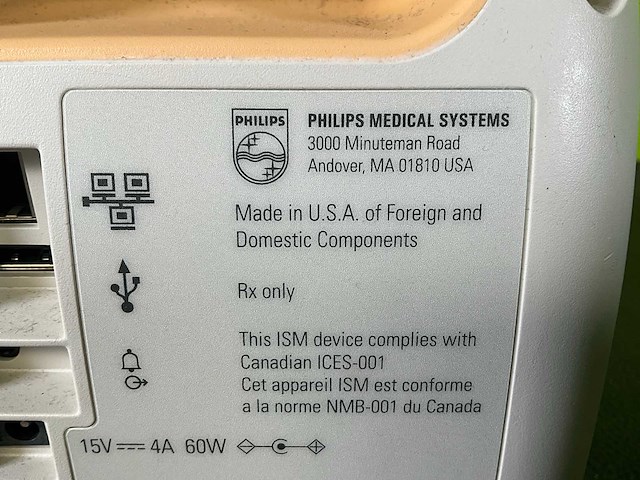 PHILIPS
PHILIPS MEDICAL SYSTEMS
3000 Minuteman Road
Andover, MA 01810 USA
Made in U.S.A. of Foreign and
Domestic Components
Rx only
This ISM device complies with
Canadian ICES-001
Cet appareil ISM est conforme
a la norme NMB-001 du Canada
15V 4A 60W